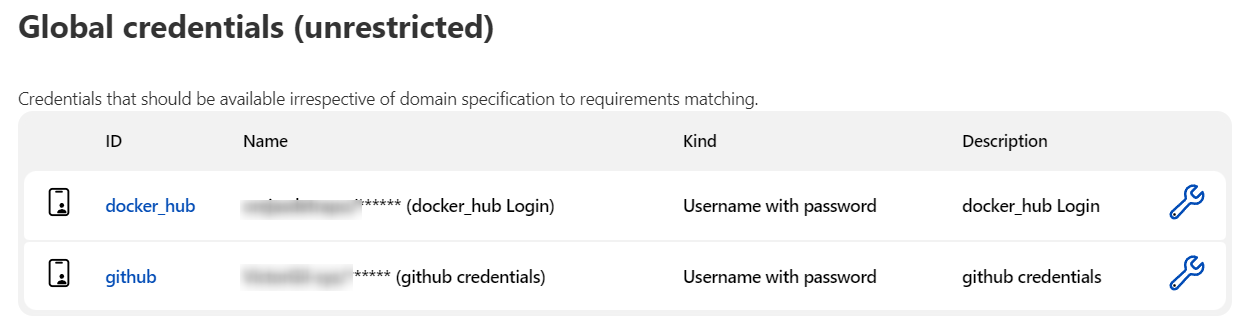 Global credentials (unrestricted)
Credentials that should be available irrespective of domain specification to requirements matching.
ID Name Kind Description
docker_hub ****** (docker_hub Login) Username with password docker_hub Login
github ***** (github credentials) Username with password github credentials